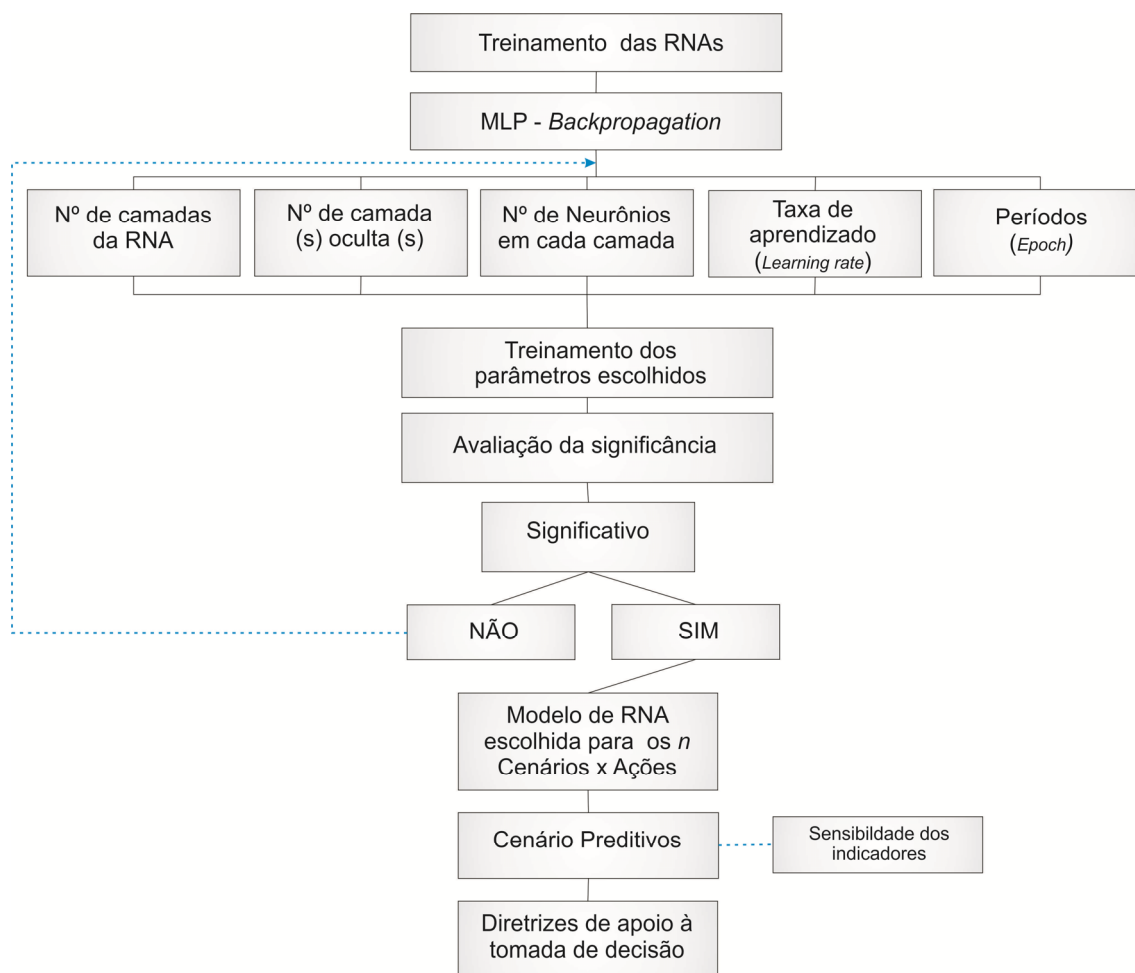 Treinamento das RNAs
MLP - Backpropagation
Nº de camadas
da RNA
Nº de camada
(s) oculta (s)
Nº de Neurônios
em cada camada
Taxa de
aprendizado
(Learning rate)
Períodos
(Epoch)
Treinamento dos
parâmetros escolhidos
Avaliação da significância
Significativo
NÃO
SIM
Modelo de RNA
escolhida para os n
Cenários x Ações
Cenário Preditivos
Sensibildade dos
indicadores
Diretrizes de apoio à
tomada de decisão